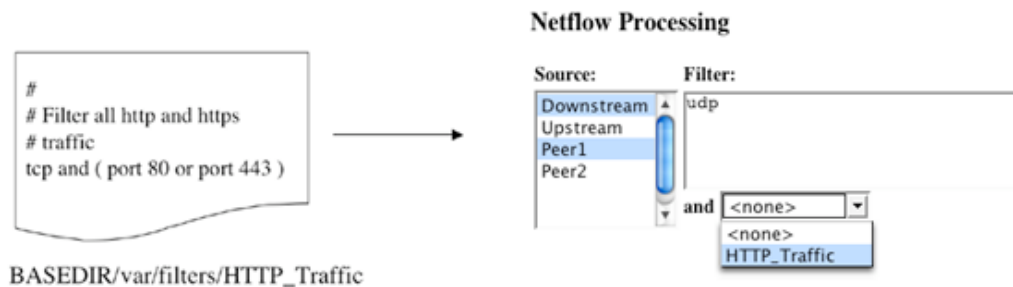 #
# Filter all http and https
# traffic
tcp and ( port 80 or port 443 )
BASEDIR/var/filters/HTTP_Traffic
Netflow Processing
Source:
Downstream
Upstream
Peer1
Peer2
Filter:
udp
and <none>
<none>
HTTP_Traffic